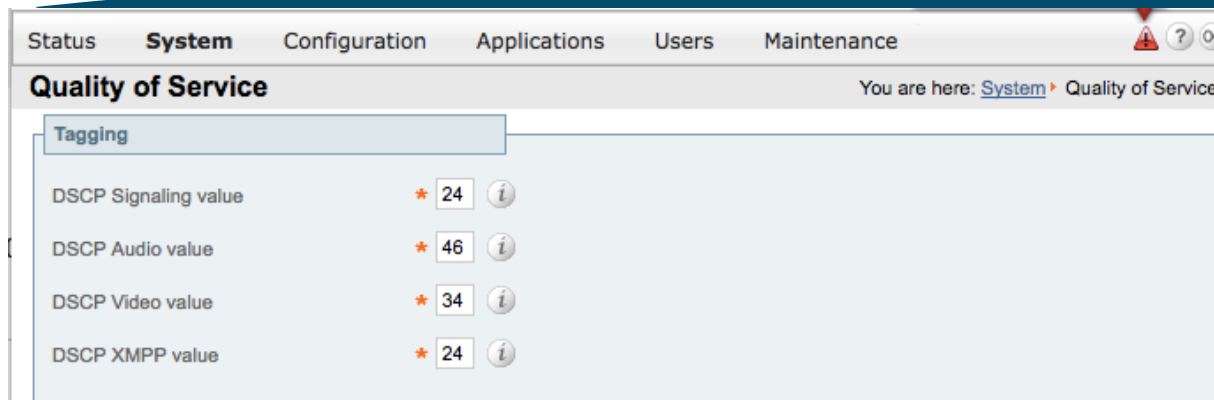 Status System Configuration Applications Users Maintenance ?
Quality of Service You are here: System Quality of Service
Tagging
DSCP Signaling value * 24 i
DSCP Audio value * 46 i
DSCP Video value * 34 i
DSCP XMPP value * 24 i